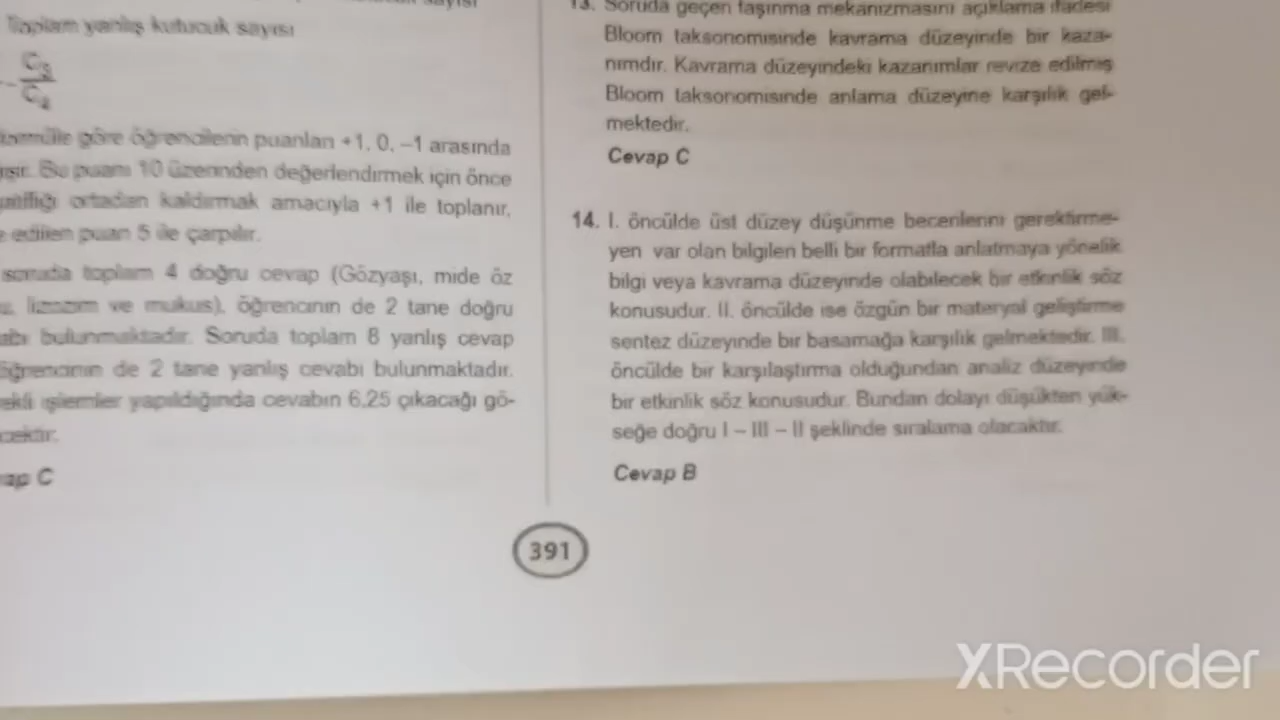 Toplam yanlış kutucuk sayısı
C3
C4
göre öğrencilerin puanları +1, 0, –1 arasında
Bu puanı 10 üzerinden değerlendirmek için önce
ortadan kaldırmak amacıyla +1 ile toplanır,
edilen puan 5 ile çarpılır.
soruda toplam 4 doğru cevap (Gözyaşı, mide öz
lizozim ve mukus), öğrencinin de 2 tane doğru
bulunmaktadır. Soruda toplam 8 yanlış cevap
öğrencinin de 2 tane yanlış cevabı bulunmaktadır.
işlemler yapıldığında cevabın 6,25 çıkacağı gö-
C
13. Soruda geçen taşınma mekanizmasını açıklama ifadesi
Bloom taksonomisinde kavrama düzeyinde bir kaza-
nımdır. Kavrama düzeyindeki kazanımlar revize edilmiş
Bloom taksonomisinde anlama düzeyine karşılık gel-
mektedir.
Cevap C
14. I. öncülde üst düzey düşünme becerilerini gerektirme-
yen var olan bilgileri belli bir formatla anlatmaya yönelik
bilgi veya kavrama düzeyinde olabilecek bir etkinlik söz
konusudur. II. öncülde ise özgün bir materyal geliştirme
sentez düzeyinde bir basamağa karşılık gelmektedir. III.
öncülde bir karşılaştırma olduğundan analiz düzeyinde
bir etkinlik söz konusudur. Bundan dolayı düşükten yük-
seğe doğru I – III – II şeklinde sıralama olacaktır.
Cevap B
391
XRecorder